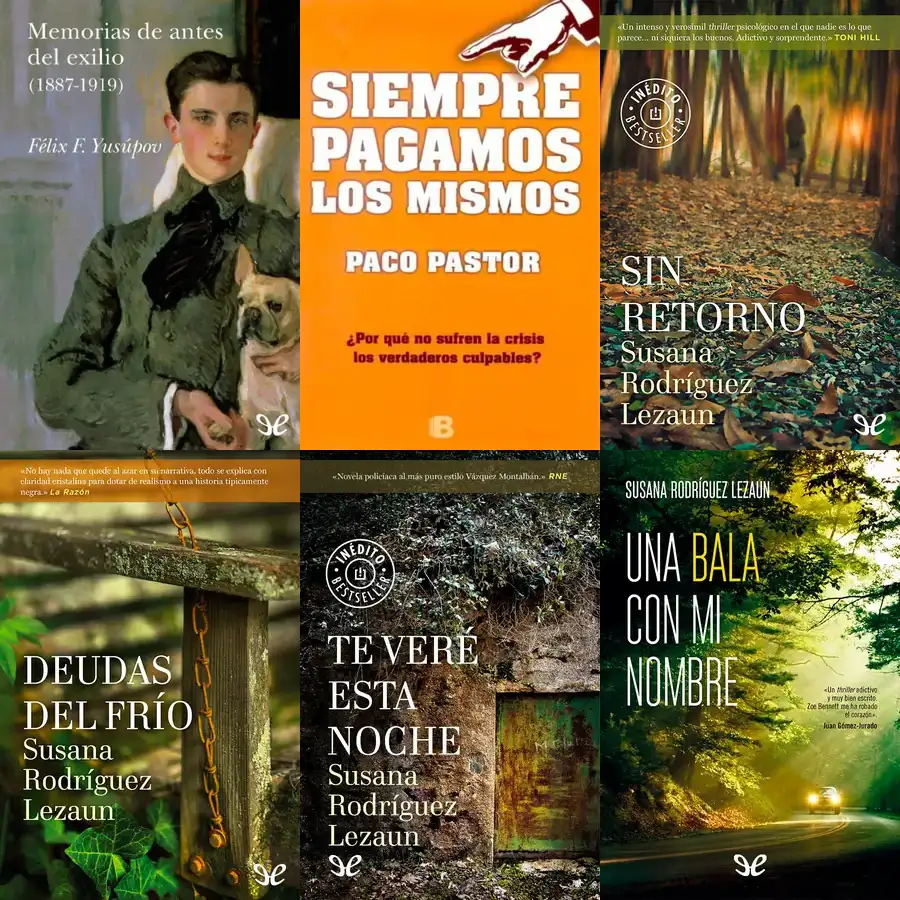 Memorias de antes
del exilio
(1887-1919)
Félix F. Yusúpov
SIEMPRE
PAGAMOS
LOS MISMOS
PACO PASTOR
¿Por qué no sufren la crisis
los verdaderos culpables?
B
«Un intenso y verosímil thriller psicológico en el que nadie es lo que
parece... ni siquiera los buenos. Adictivo y sorprendente.» TONI HILL
INÉDITO
BESTSELLER
SIN
RETORNO
Susana
Rodríguez
Lezaun
«No hay nada que quede al azar en su narrativa, todo se explica con
claridad cristalina para dotar de realismo a una historia típicamente
negra.» La Razón
DEUDAS
DEL FRÍO
Susana
Rodríguez
Lezaun
«Novela policíaca al más puro estilo Vázquez Montalbán.» RNE
INÉDITO
BESTSELLER
TE VERÉ
ESTA
NOCHE
Susana
Rodríguez
Lezaun
SUSANA RODRÍGUEZ LEZAUN
UNA BALA
CON MI
NOMBRE
«Un thriller adictivo
y muy bien escrito.
Zoe Bennett me ha robado
el corazón».
Juan Gómez-Jurado